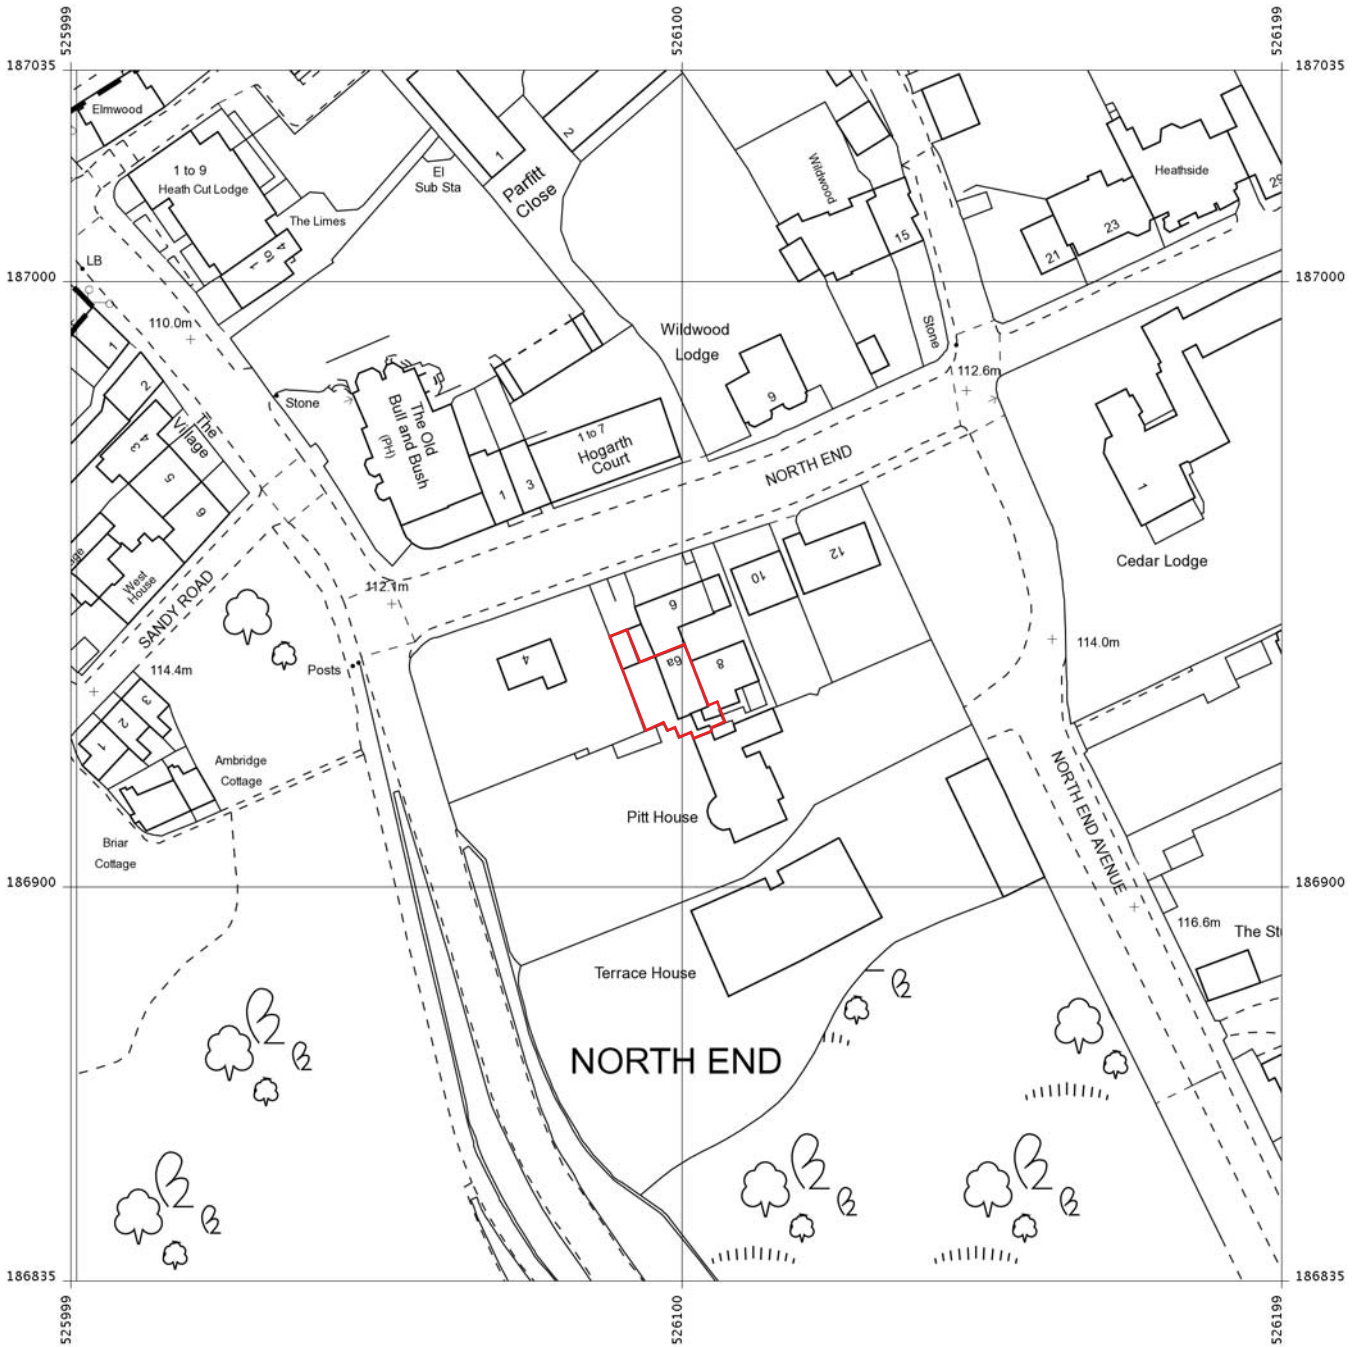 525999
526100
526199
187035
187035
Elmwood
1 to 9
Heath Cut Lodge
El
Sub Sta
1
2
Parfitt
Close
Wildwood
Heathside
29
The Limes
1 to 4
15
23
21
LB
187000
187000
110.0m
Wildwood
Lodge
Stone
112.6m
1
2
The
Village
3
4
5
6
Stone
The Old
Bull and Bush
(PH)
1 to 7
Hogarth
Court
1
3
9
NORTH END
1
Cedar Lodge
West
House
SANDY ROAD
112.1m
12
10
6
6a
8
4
114.4m
Posts
114.0m
3
2
1
Ambridge
Cottage
Briar
Cottage
Pitt House
NORTH END AVENUE
186900
186900
116.6m
Terrace House
NORTH END
186835
186835
525999
526100
526199